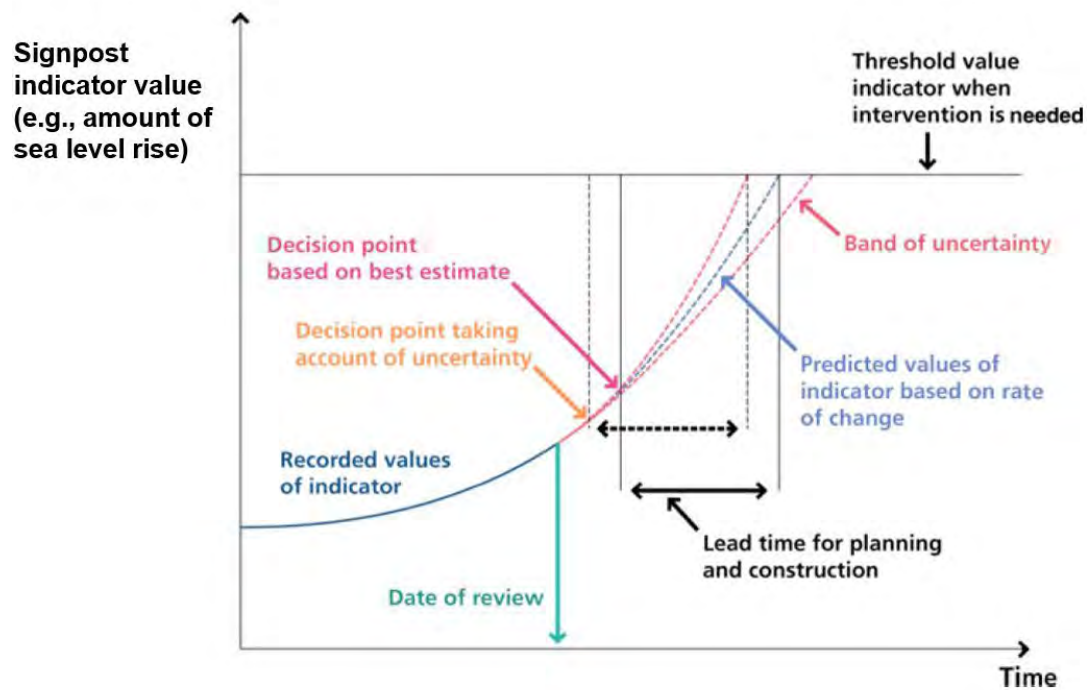 Signpost
indicator value
(e.g., amount of
sea level rise)
Threshold value
indicator when
intervention is needed
Decision point
based on best estimate
Band of uncertainty
Decision point taking
account of uncertainty
Predicted values of
indicator based on rate
of change
Recorded values
of indicator
Lead time for planning
and construction
Date of review
Time